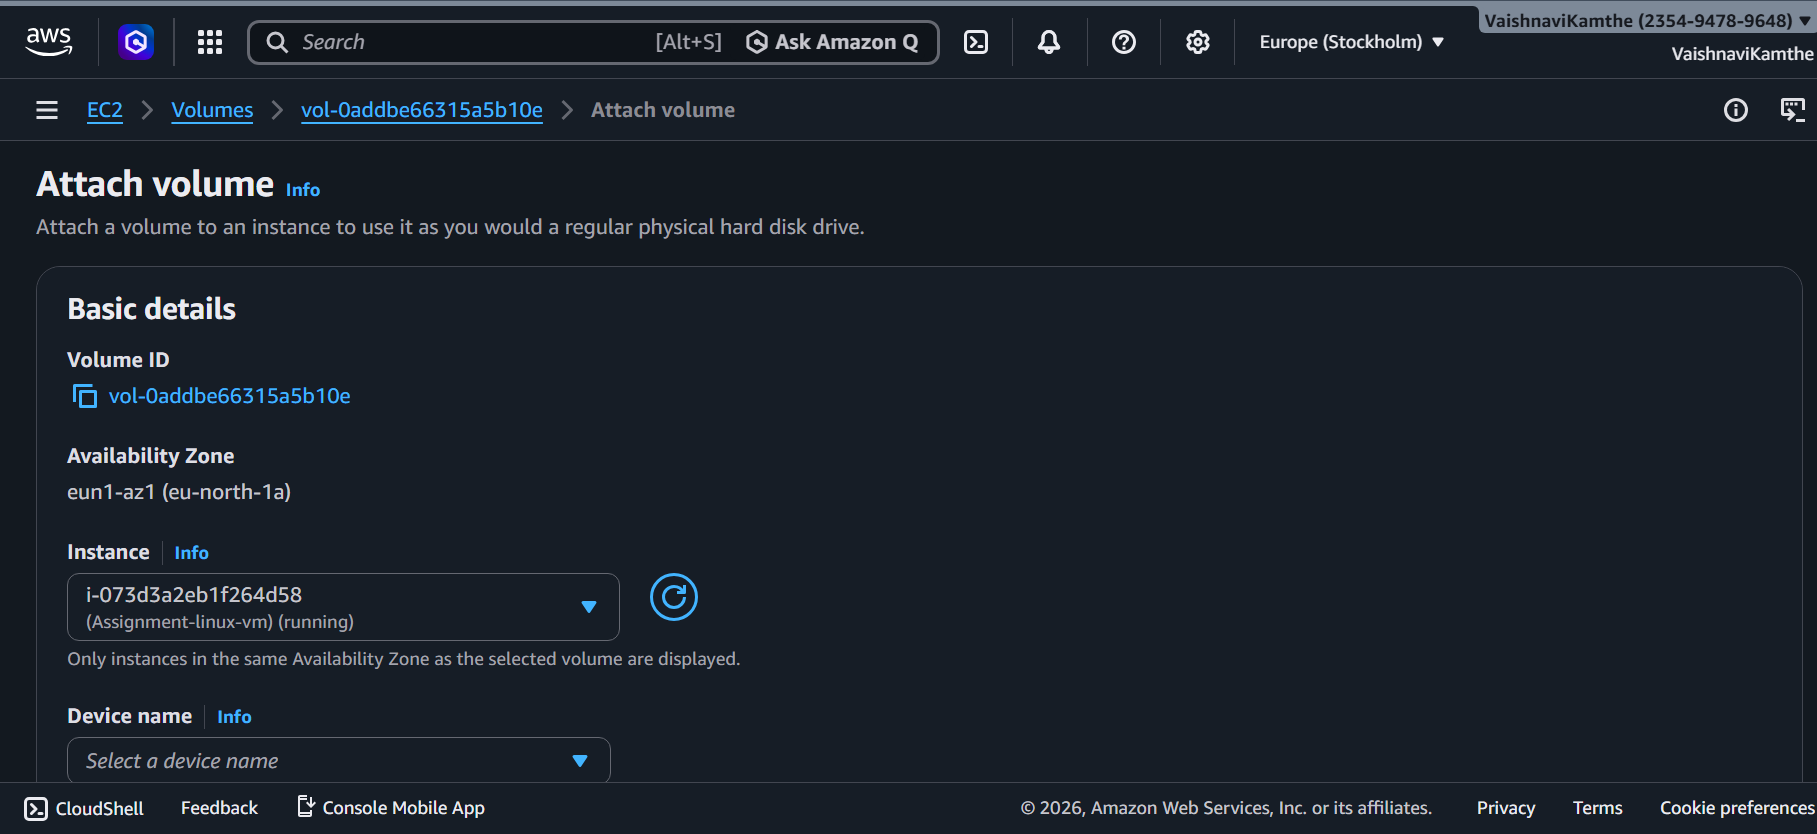 aws
Search [Alt+S] Ask Amazon Q
Europe (Stockholm)
VaishnaviKamthe (2354-9478-9648)
VaishnaviKamthe
EC2 Volumes vol-0addbe66315a5b10e Attach volume
Attach volume Info
Attach a volume to an instance to use it as you would a regular physical hard disk drive.
Basic details
Volume ID
vol-0addbe66315a5b10e
Availability Zone
eun1-az1 (eu-north-1a)
Instance Info
i-073d3a2eb1f264d58
(Assignment-linux-vm) (running)
Only instances in the same Availability Zone as the selected volume are displayed.
Device name Info
Select a device name
CloudShell Feedback Console Mobile App © 2026, Amazon Web Services, Inc. or its affiliates. Privacy Terms Cookie preferences